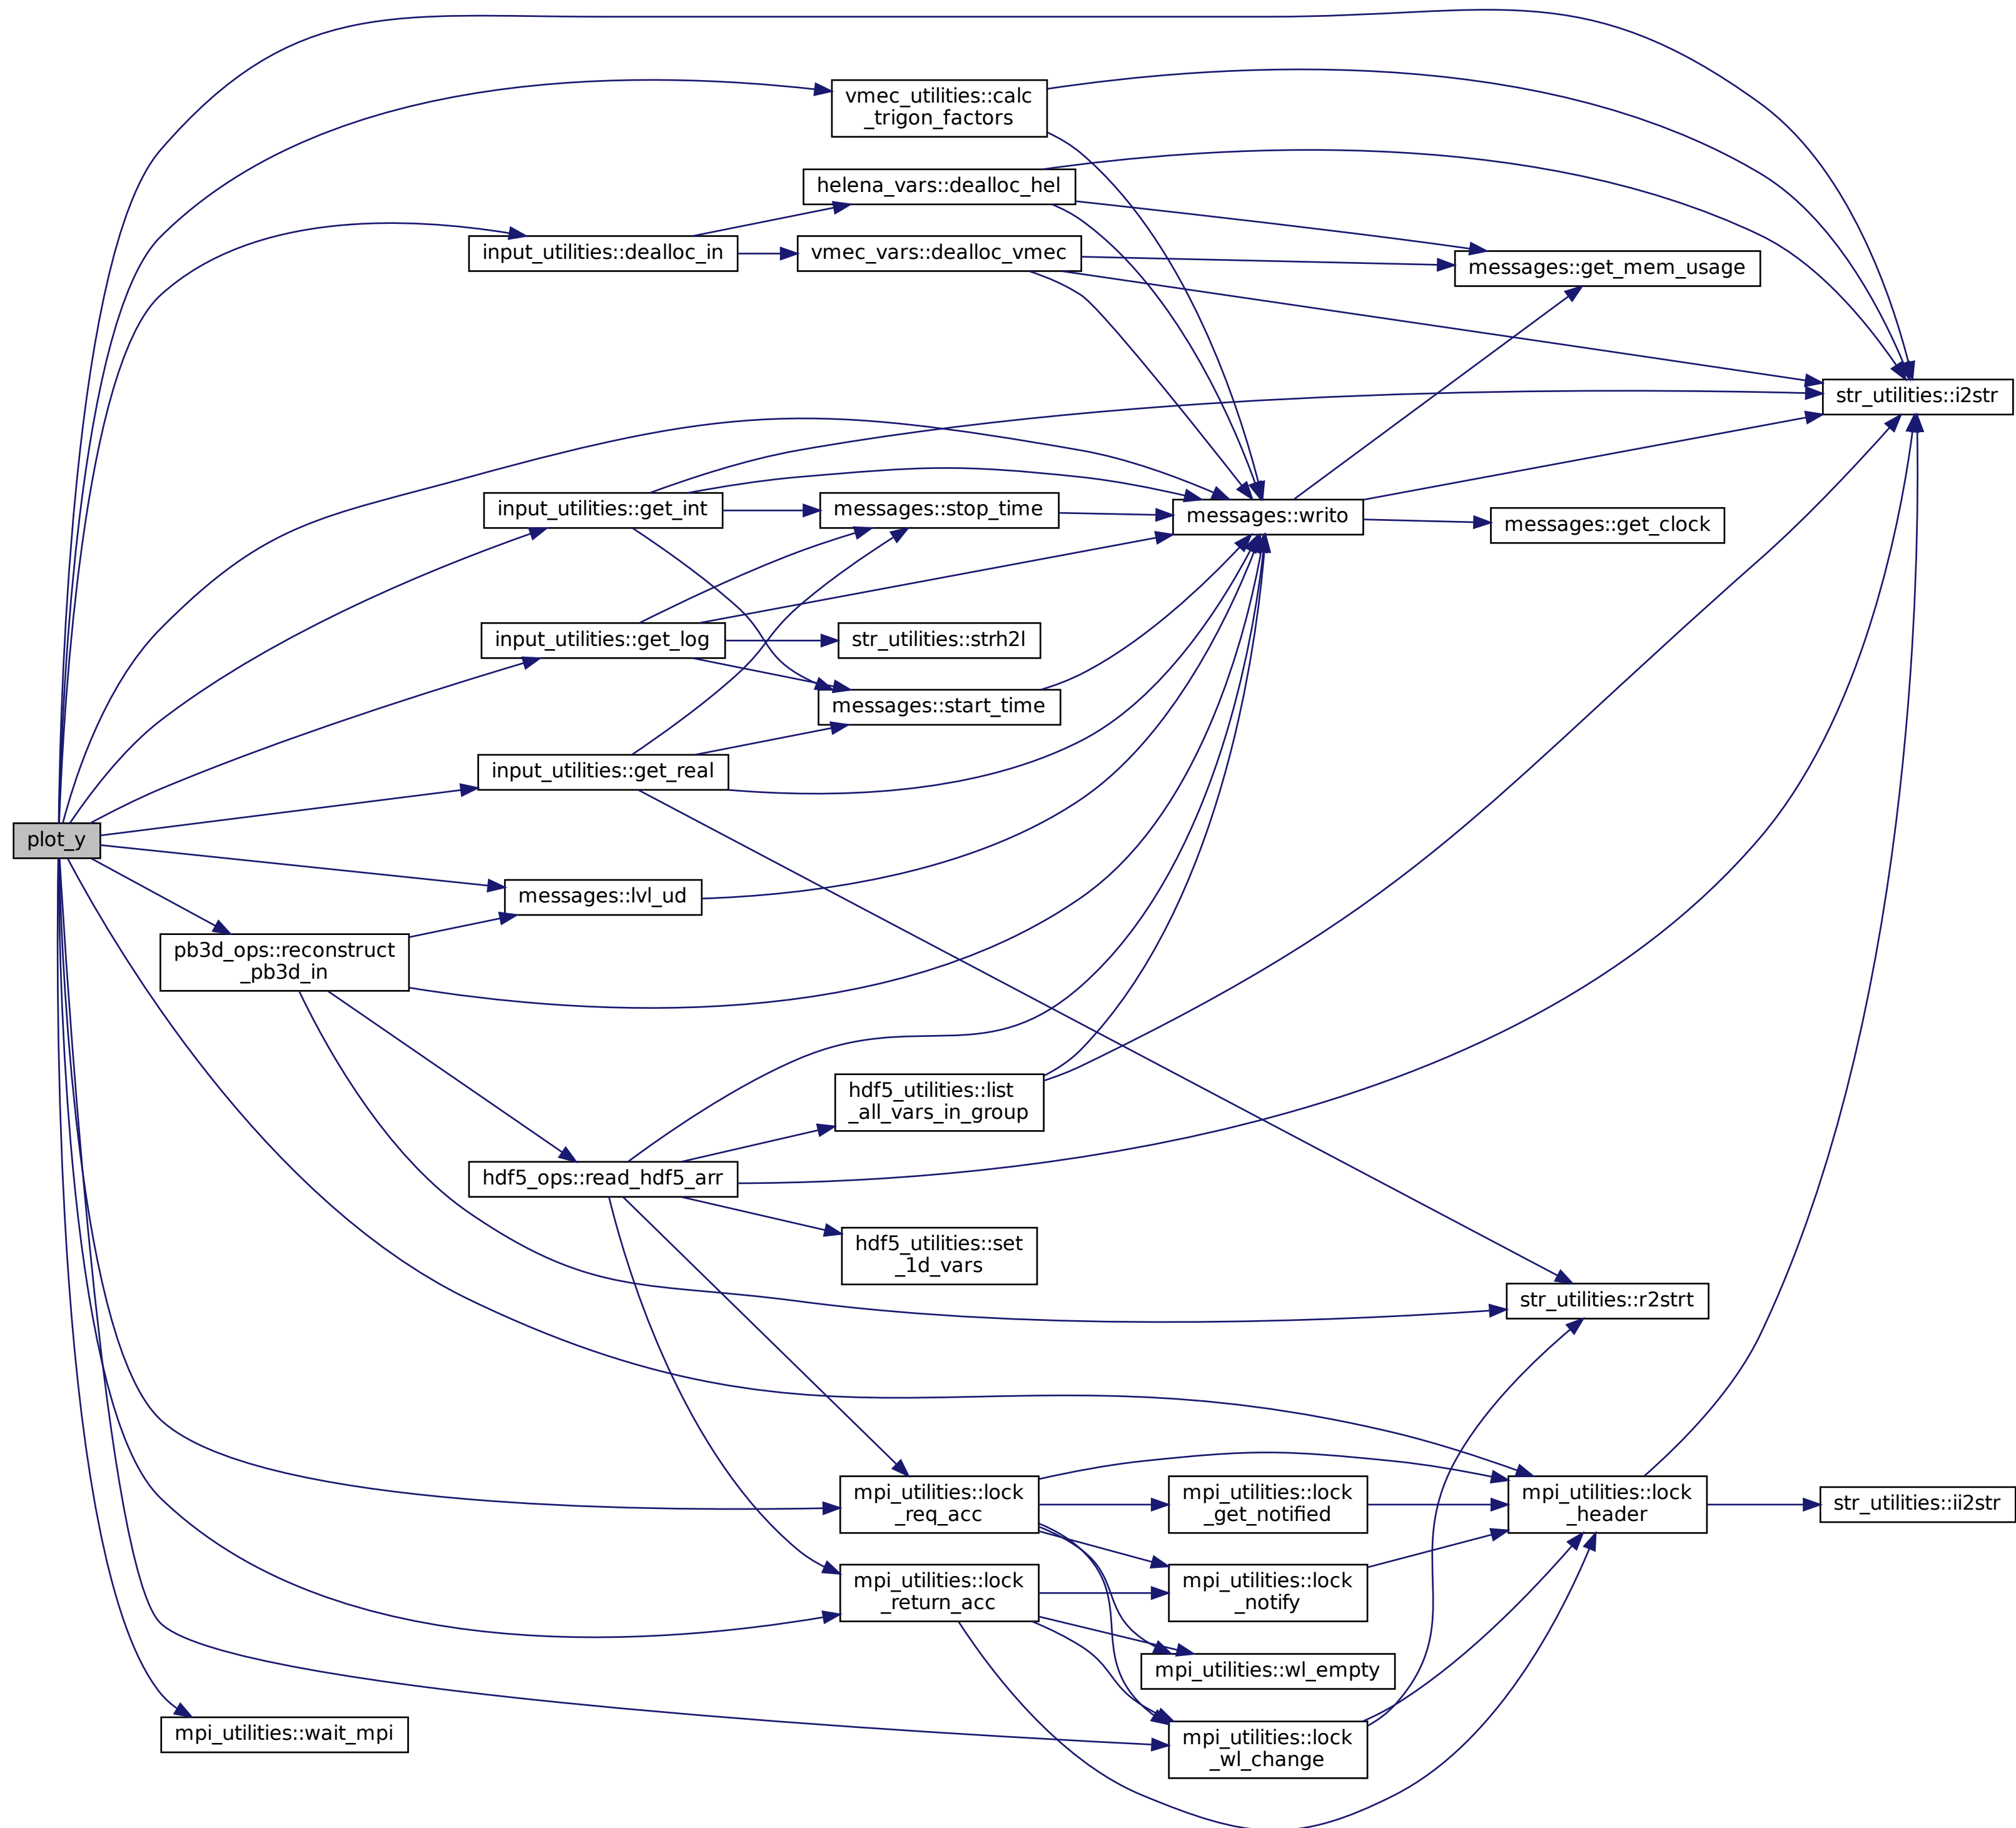 vmec_utilities::calc
_trigon_factors
helena_vars::dealloc_hel
input_utilities::dealloc_in
vmec_vars::dealloc_vmec
messages::get_mem_usage
str_utilities::i2str
input_utilities::get_int
messages::stop_time
messages::writo
messages::get_clock
input_utilities::get_log
str_utilities::strh2l
messages::start_time
input_utilities::get_real
plot_y
messages::lvl_ud
pb3d_ops::reconstruct
_pb3d_in
hdf5_utilities::list
_all_vars_in_group
hdf5_ops::read_hdf5_arr
hdf5_utilities::set
_1d_vars
str_utilities::r2strt
mpi_utilities::lock
_req_acc
mpi_utilities::lock
_get_notified
mpi_utilities::lock
_header
str_utilities::ii2str
mpi_utilities::lock
_return_acc
mpi_utilities::lock
_notify
mpi_utilities::wl_empty
mpi_utilities::wait_mpi
mpi_utilities::lock
_wl_change